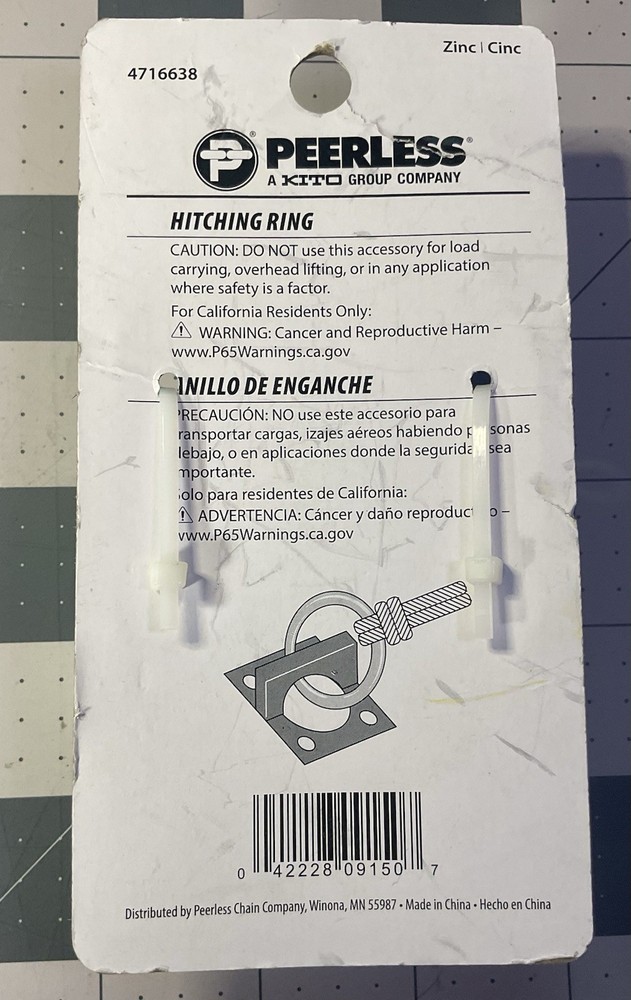 Zinc | Cinc
4716638
PEERLESS®
A KITO GROUP COMPANY
HITCHING RING
CAUTION: DO NOT use this accessory for load
carrying, overhead lifting, or in any application
where safety is a factor.
For California Residents Only:
WARNING: Cancer and Reproductive Harm –
www.P65Warnings.ca.gov
ANILLO DE ENGANCHE
PRECAUCIÓN: NO use este accesorio para
transportar cargas, izajes aéreos habiendo personas
debajo, o en aplicaciones donde la seguridad sea
importante.
Solo para residentes de California:
ADVERTENCIA: Cáncer y daño reproductivo –
www.P65Warnings.ca.gov
0 42228 09150 7
Distributed by Peerless Chain Company, Winona, MN 55987 • Made in China • Hecho en China